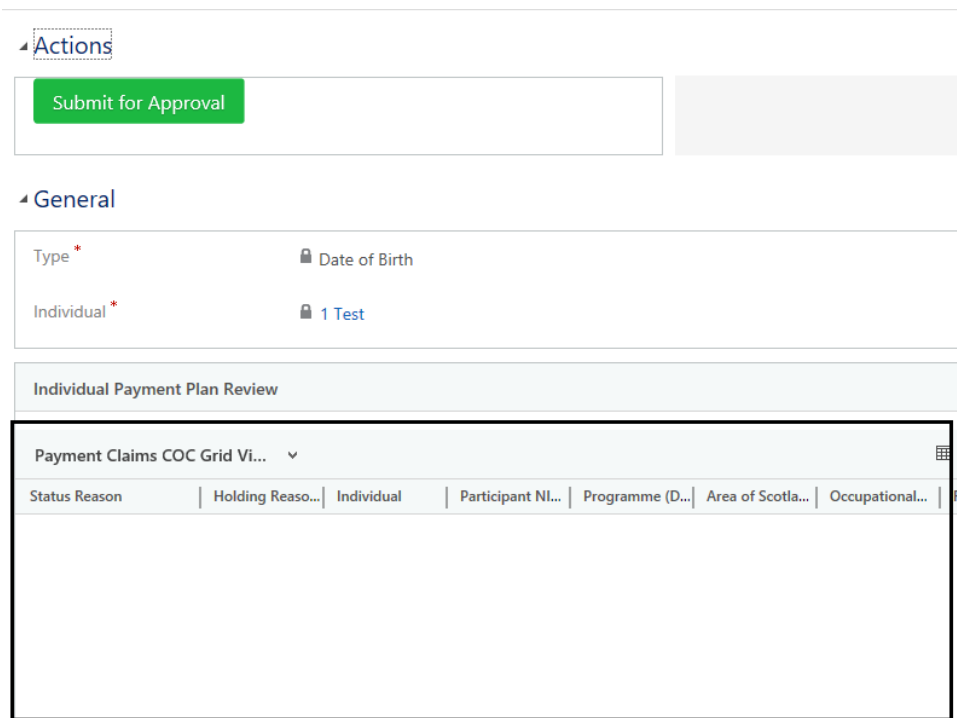 Actions
Submit for Approval
General
Type *
Date of Birth
Individual *
1 Test
Individual Payment Plan Review
Payment Claims COC Grid Vi...
Status Reason | Holding Reaso... | Individual | Participant NI... | Programme (D... | Area of Scotla... | Occupational... |